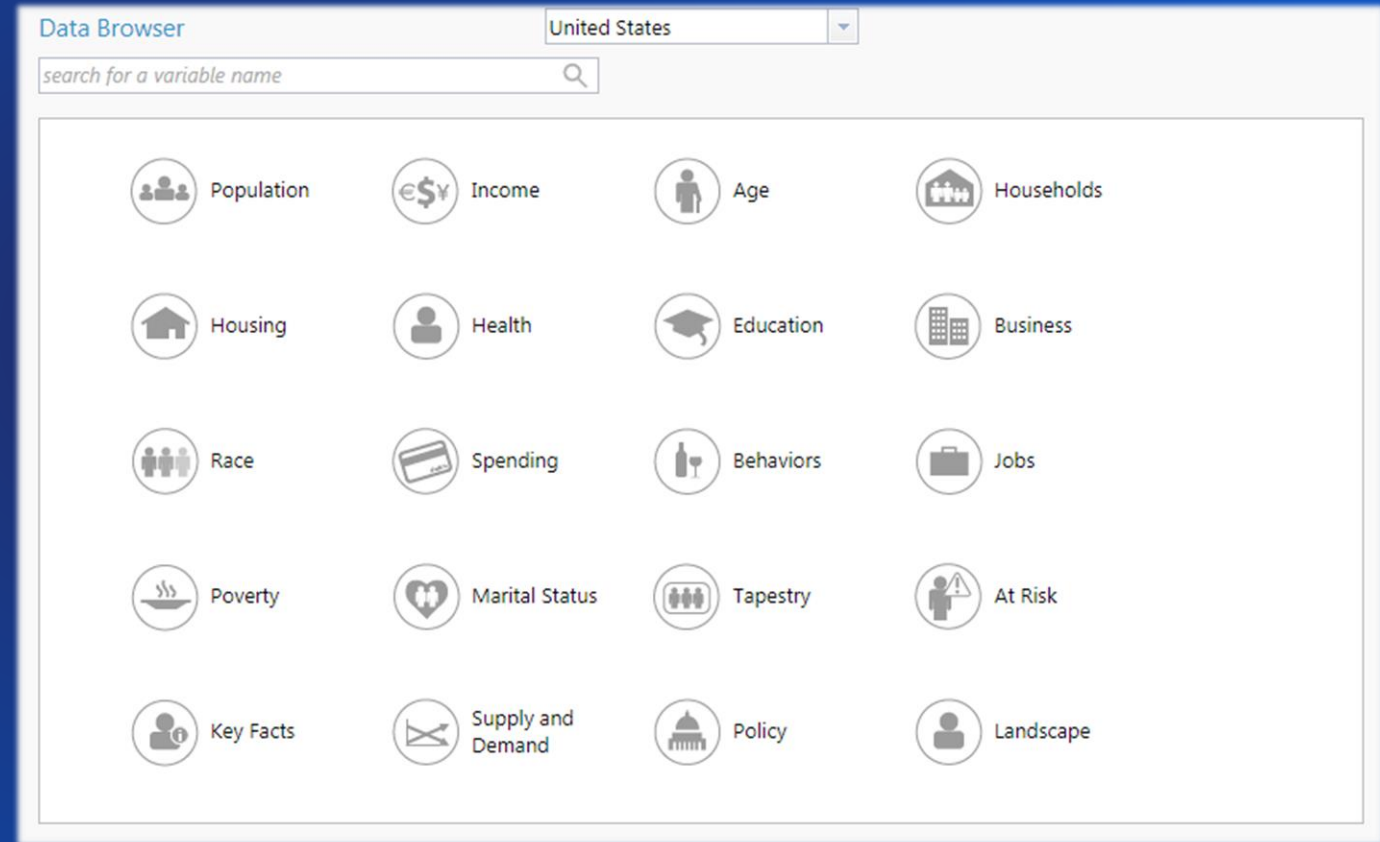 Data Browser
United States
search for a variable name
Population
Income
Age
Households
Housing
Health
Education
Business
Race
Spending
Behaviors
Jobs
Poverty
Marital Status
Tapestry
At Risk
Key Facts
Supply and
Demand
Policy
Landscape